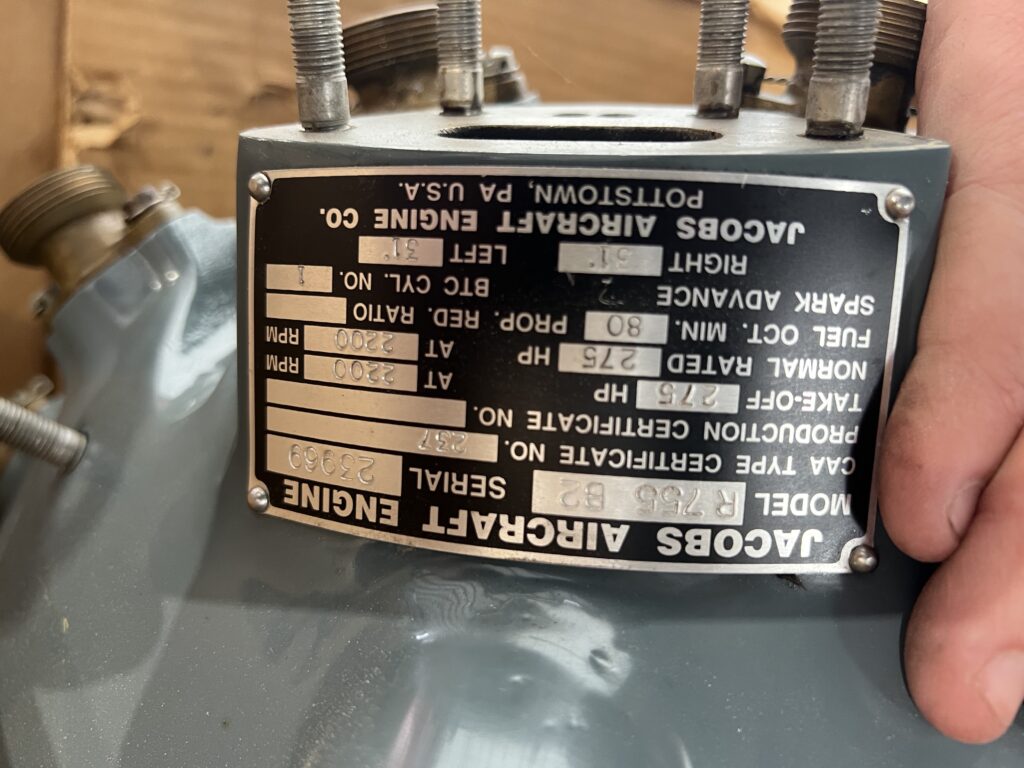 JACOBS AIRCRAFT ENGINE
MODEL R 755 B2 SERIAL 23969
CAA TYPE CERTIFICATE NO. 237
PRODUCTION CERTIFICATE NO.
TAKE-OFF 275 HP AT 2200 RPM
NORMAL RATED 275 HP AT 2200 RPM
FUEL OCT. MIN. 80 PROP. RED. RATIO
SPARK ADVANCE 2 BTC CYL. NO. 1
RIGHT 31° LEFT 31°
JACOBS AIRCRAFT ENGINE CO.
POTTSTOWN, PA U.S.A.